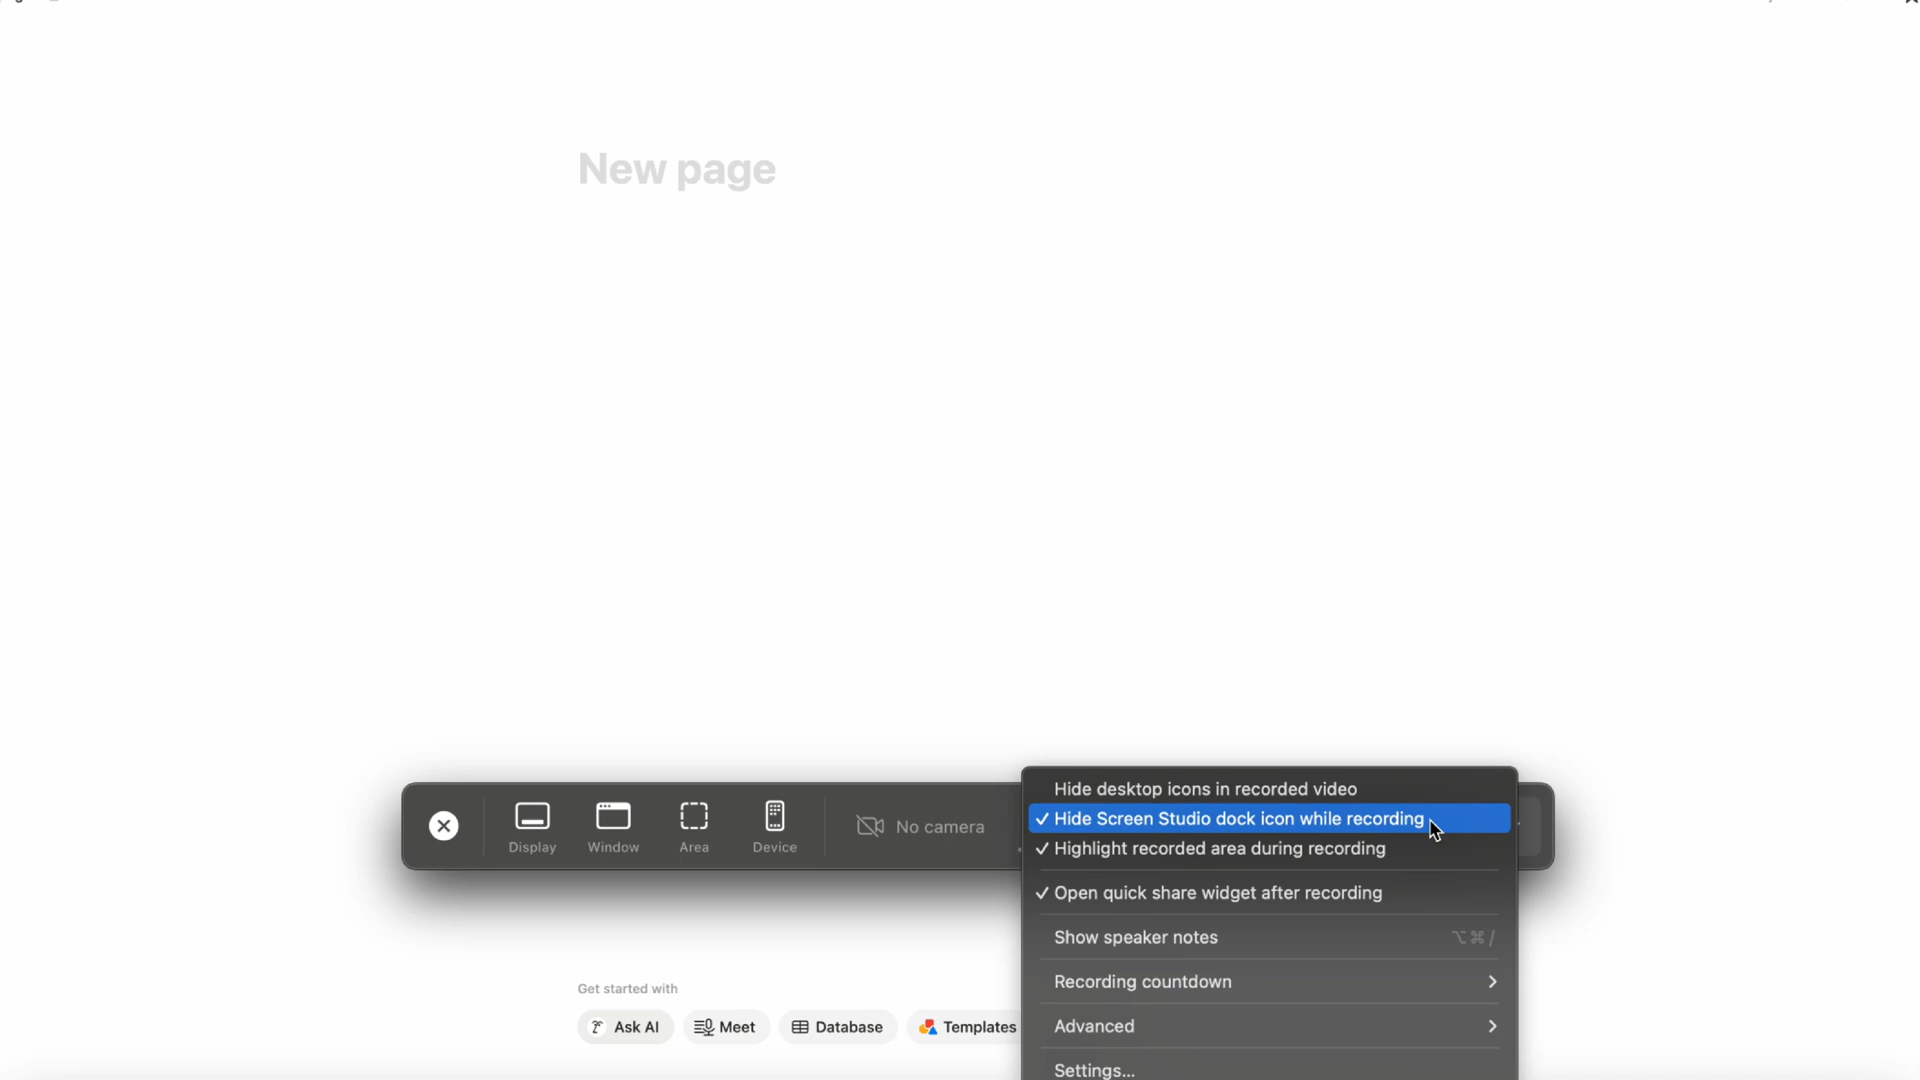 New page
Display
Window
Area
Device
No camera
Hide desktop icons in recorded video
✓ Hide Screen Studio dock icon while recording
✓ Highlight recorded area during recording
✓ Open quick share widget after recording
Show speaker notes ⌥⌘/
Recording countdown
Advanced
Settings...
Get started with
Ask AI
Meet
Database
Templates